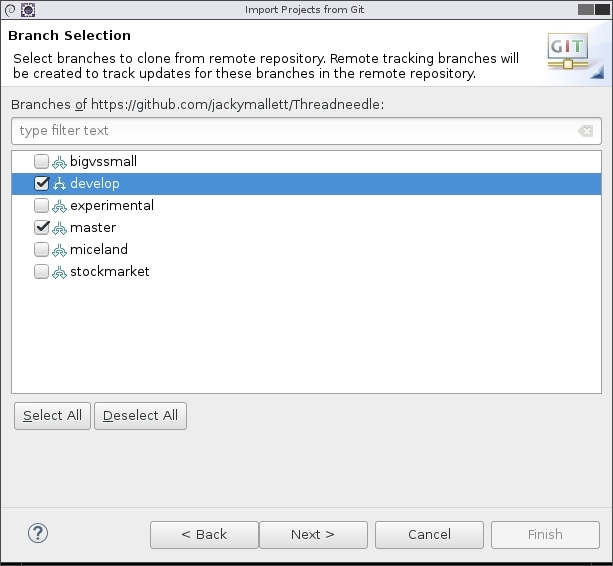 Import Projects from Git
Branch Selection
Select branches to clone from remote repository. Remote tracking branches will
be created to track updates for these branches in the remote repository.
GIT
Branches of https://github.com/jackymallett/Threadneedle:
type filter text
bigvssmall
develop
experimental
master
miceland
stockmarket
Select All Deselect All
? < Back Next > Cancel Finish